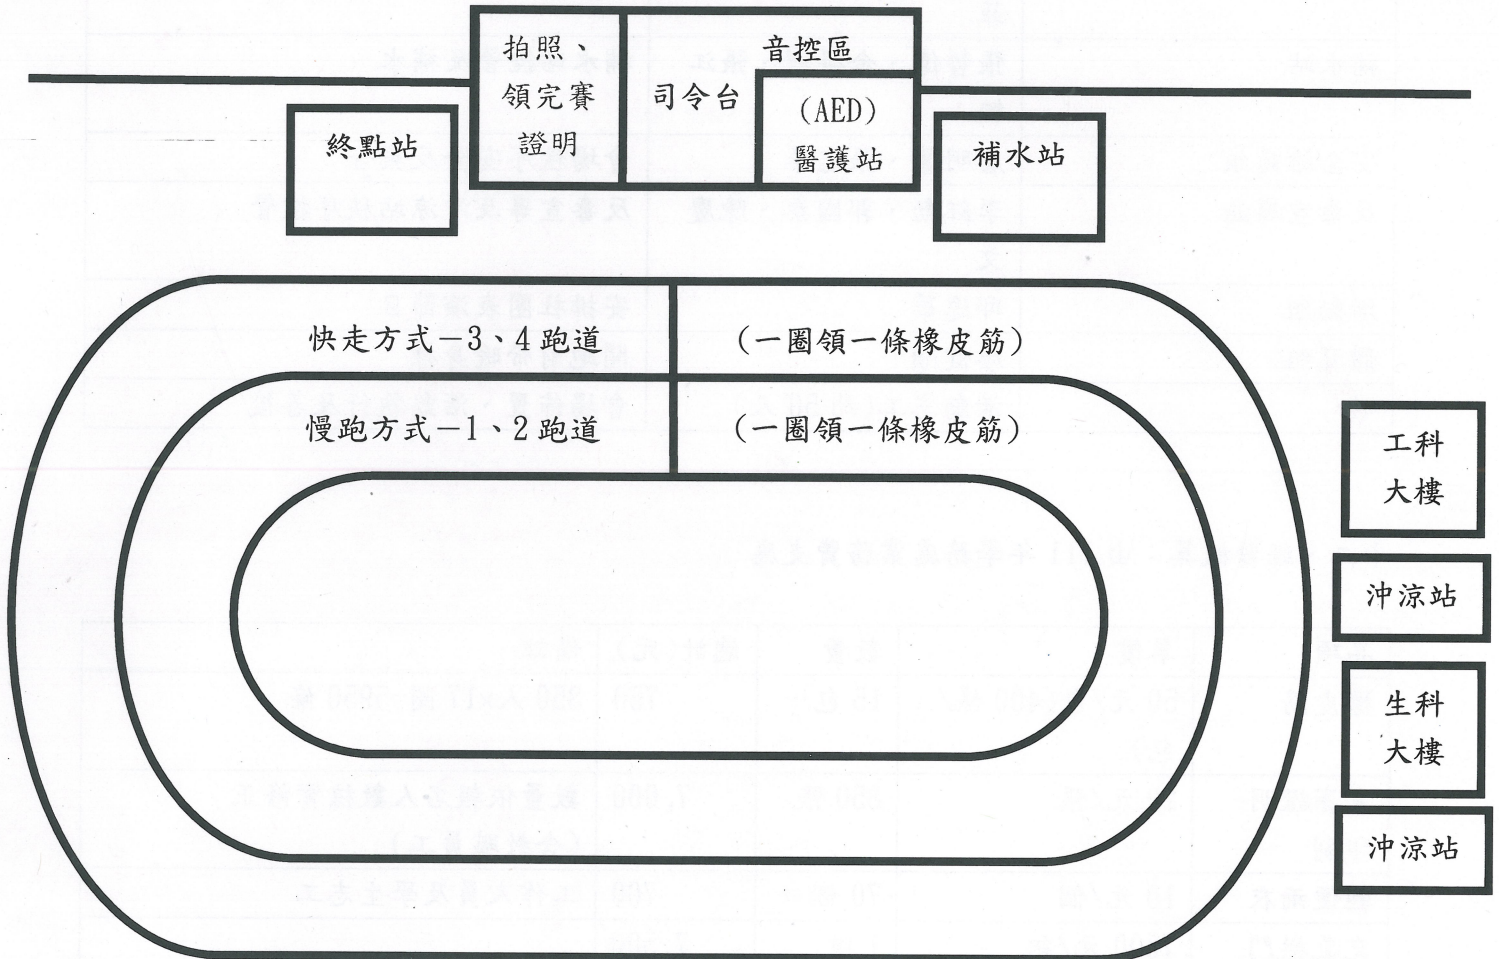 拍照、
領完賽
證明
司令台
音控區
(AED)
醫護站
終點站
補水站
快走方式－3、4 跑道
(一圈領一條橡皮筋)
慢跑方式－1、2 跑道
(一圈領一條橡皮筋)
工科
大樓
沖涼站
生科
大樓
沖涼站